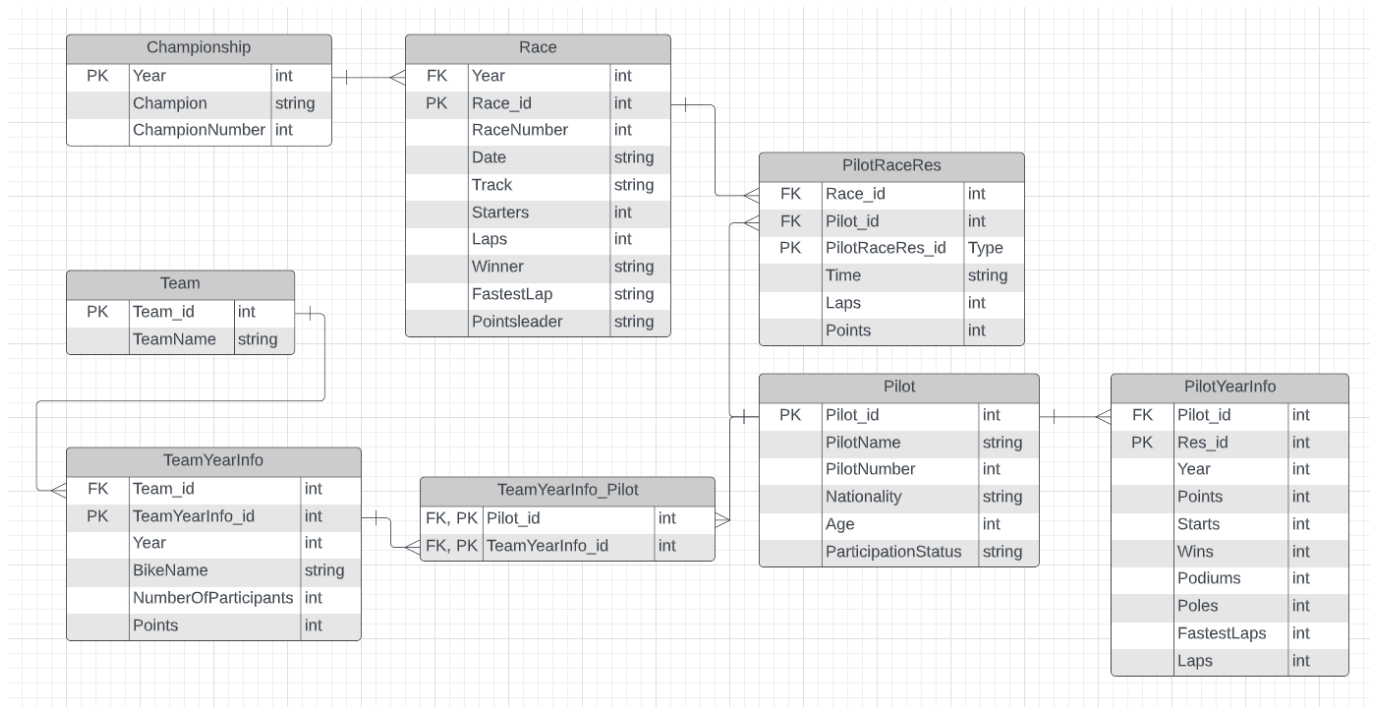 Championship
PK Year int
Champion string
ChampionNumber int
Race
FK Year int
PK Race_id int
RaceNumber int
Date string
Track string
Starters int
Laps int
Winner string
FastestLap string
Pointsleader string
PilotRaceRes
FK Race_id int
FK Pilot_id int
PK PilotRaceRes_id Type
Time string
Laps int
Points int
Team
PK Team_id int
TeamName string
Pilot
PK Pilot_id int
PilotName string
PilotNumber int
Nationality string
Age int
ParticipationStatus string
PilotYearInfo
FK Pilot_id int
PK Res_id int
Year int
Points int
Starts int
Wins int
Podiums int
Poles int
FastestLaps int
Laps int
TeamYearInfo
FK Team_id int
PK TeamYearInfo_id int
Year int
BikeName string
NumberOfParticipants int
Points int
TeamYearInfo_Pilot
FK, PK Pilot_id int
FK, PK TeamYearInfo_id int